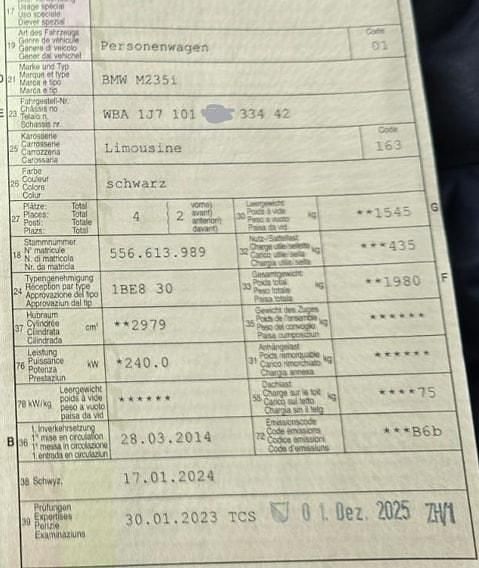 17 Usage spécial
Uso speciale
Diever spezial
Art des Fahrzeugs
19 Genre de véhicule
Genere di veicolo
Gener dal vehichel
Personenwagen
Code
01
Marke und Typ
21 Marque et type
Marca e tipo
Marca e tip
BMW M235i
Fahrgestell-Nr.
E 23 Châssis no
Telaio n.
Schassis nr.
WBA 1J7 101 334 42
Karosserie
25 Carrosserie
Carrozzeria
Carossaria
Limousine
Code
163
Farbe
26 Couleur
Colore
Colur
schwarz
Plätze: Total
27 Places: Total
Posti: Totale
Plazs: Total
4 ( 2 vorne)
avant)
anteriori)
davant)
Leergewicht
30 Poids à vide kg
Peso a vuoto
Paisa da vid
**1545 G
Stammnummer
18 N° matricule
N. di matricola
Nr. da matricla
556.613.989
Nutz-/Sattellast
32 Charge utile/sellette kg
Carico utile/sella
Chargia utila/sella
***435
Typengenehmigung
24 Réception par type
Approvazione del tipo
Approvaziun dal tip
1BE8 30
Gesamtgewicht
33 Poids total kg
Peso totale
Paisa totala
**1980 F
Hubraum
37 Cylindrée cm³
Cilindrata
Cilindrada
**2979
Gewicht des Zuges
35 Poids de l'ensemble kg
Peso del convoglio
Paisa cumposiziun
******
Leistung
76 Puissance kW
Potenza
Prestaziun
*240.0
Anhängelast
31 Poids remorquable kg
Carico rimorchiato
Chargia annexa
******
Leergewicht
78 kW/kg poids à vide
peso a vuoto
paisa da vid
******
Dachlast
55 Charge sur le toit kg
Carico sul tetto
Chargia sin il tetg
****75
1. Inverkehrsetzung
B 36 1re mise en circulation
1a messa in circolazione
1. entrada en circulaziun
28.03.2014
Emissionscode
72 Code émissions
Codice emissioni
Code d'emissiuns
***B6b
38 Schwyz,
17.01.2024
Prüfungen
39 Expertises
Perizie
Examinaziuns
30.01.2023 TCS 01. Dez. 2025 ZH/1